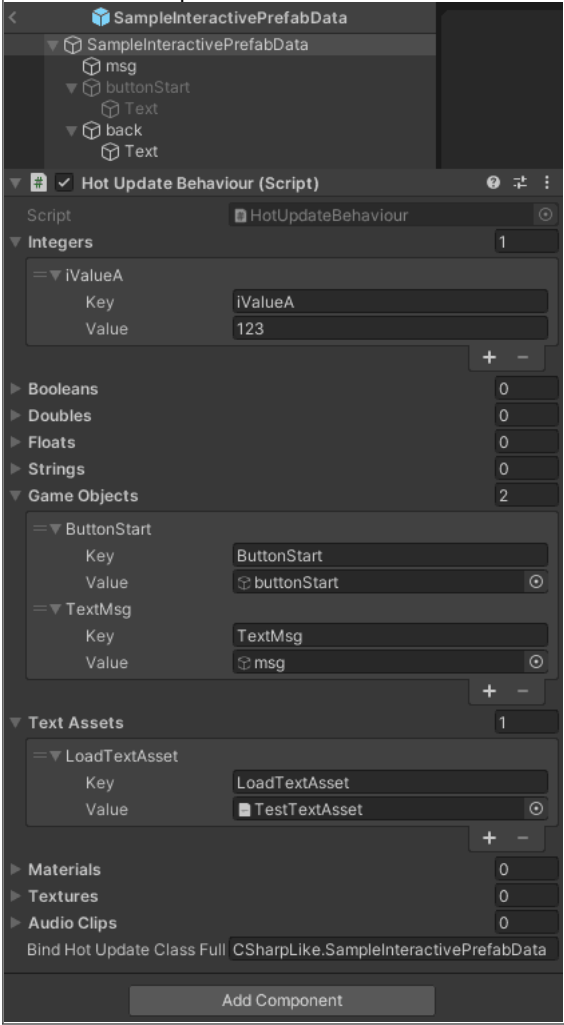 SampleInteractivePrefabData
SampleInteractivePrefabData
msg
buttonStart
Text
back
Text
# Hot Update Behaviour (Script)
Script HotUpdateBehaviour
Integers 1
iValueA
Key iValueA
Value 123
+ −
Booleans 0
Doubles 0
Floats 0
Strings 0
Game Objects 2
ButtonStart
Key ButtonStart
Value buttonStart
TextMsg
Key TextMsg
Value msg
+ −
Text Assets 1
LoadTextAsset
Key LoadTextAsset
Value TestTextAsset
+ −
Materials 0
Textures 0
Audio Clips 0
Bind Hot Update Class Full CSharpLike.SampleInteractivePrefabData
Add Component